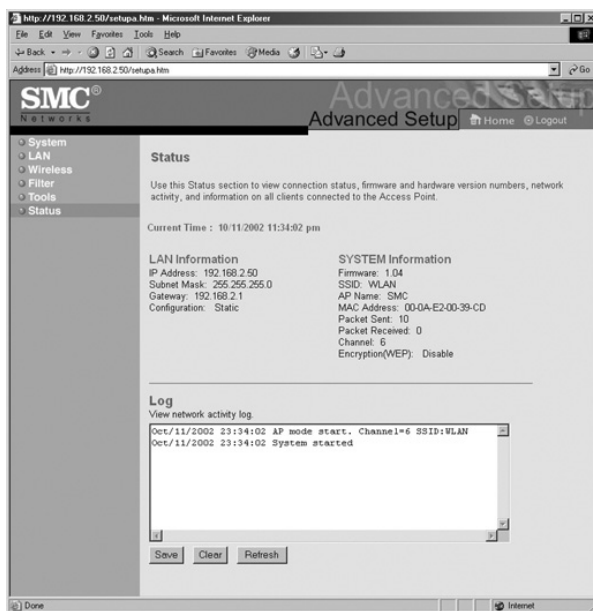 http://192.168.2.50/setupa.htm - Microsoft Internet Explorer
File Edit View Favorites Tools Help
Back Search Favorites Media
Address http://192.168.2.50/setupa.htm Go
SMC®
Networks
Advanced Setup
Advanced Setup Home Logout
System
LAN
Wireless
Filter
Tools
Status
Status
Use this Status section to view connection status, firmware and hardware version numbers, network
activity, and information on all clients connected to the Access Point.
Current Time : 10/11/2002 11:34:02 pm
LAN Information
IP Address: 192.168.2.50
Subnet Mask: 255.255.255.0
Gateway: 192.168.2.1
Configuration: Static
SYSTEM Information
Firmware: 1.04
SSID: WLAN
AP Name: SMC
MAC Address: 00-0A-E2-00-39-CD
Packet Sent: 10
Packet Received: 0
Channel: 6
Encryption(WEP): Disable
Log
View network activity log.
Oct/11/2002 23:34:02 AP mode start. Channel=6 SSID:WLAN
Oct/11/2002 23:34:02 System started
Save Clear Refresh
Done Internet